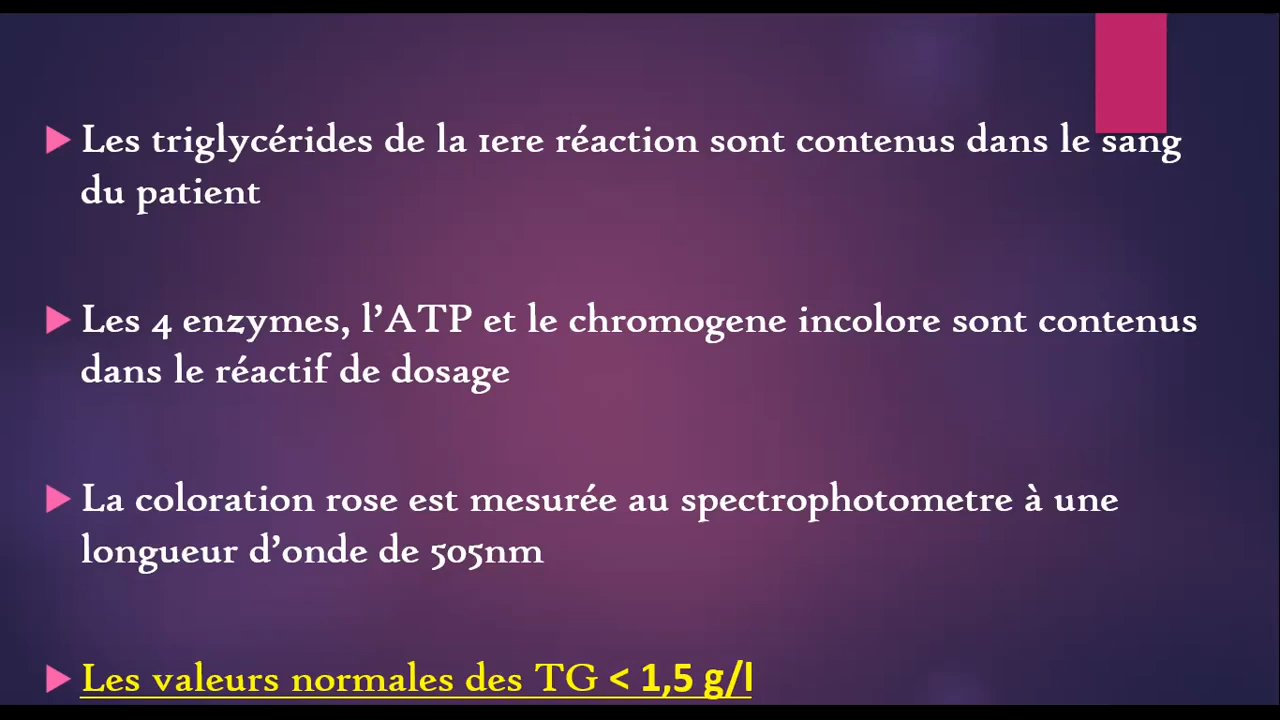 Les triglycérides de la 1ere réaction sont contenus dans le sang
du patient
Les 4 enzymes, l’ATP et le chromogene incolore sont contenus
dans le réactif de dosage
La coloration rose est mesurée au spectrophotometre à une
longueur d’onde de 505nm
Les valeurs normales des TG < 1,5 g/l